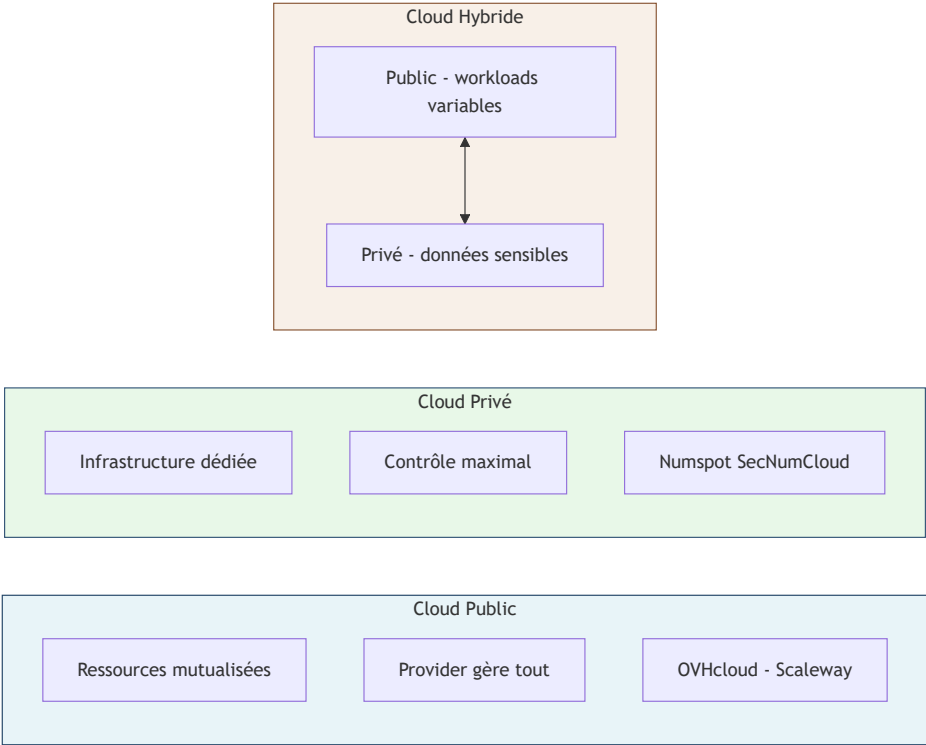 Cloud Hybride
Public - workloads
variables
Privé - données sensibles
Cloud Privé
Infrastructure dédiée
Contrôle maximal
Numspot SecNumCloud
Cloud Public
Ressources mutualisées
Provider gère tout
OVHcloud - Scaleway